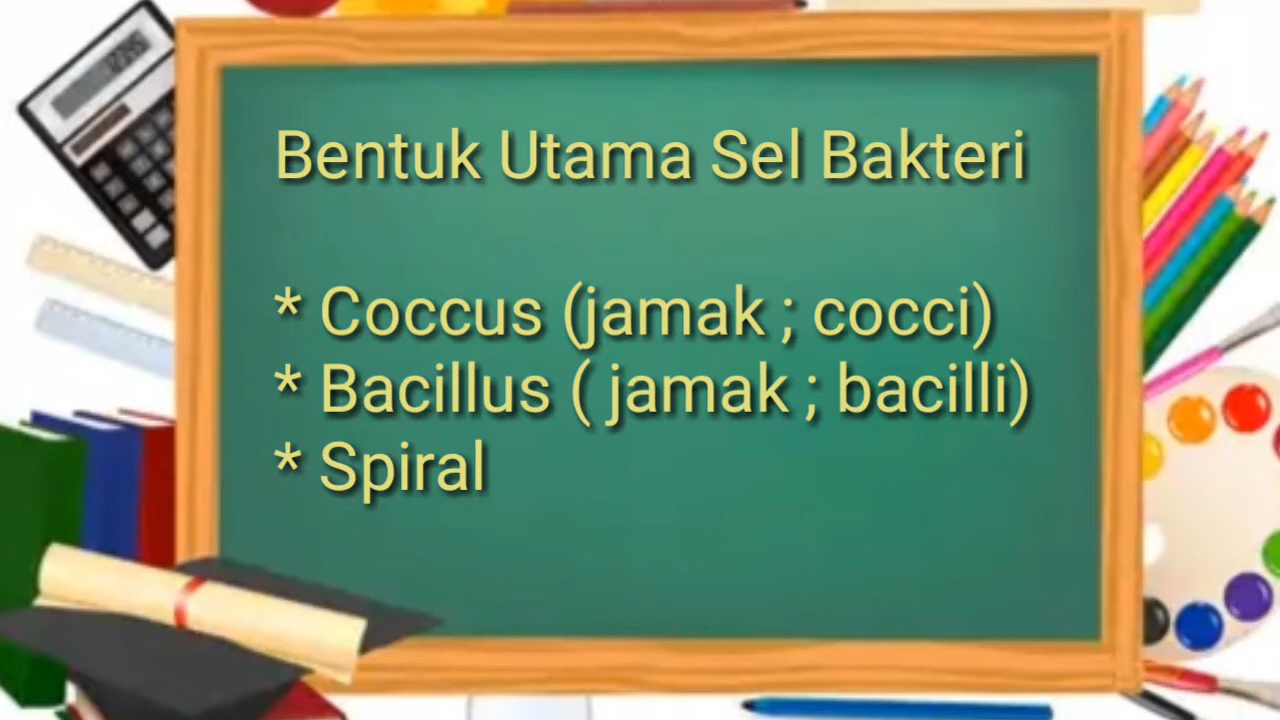 Bentuk Utama Sel Bakteri
* Coccus (jamak ; cocci)
* Bacillus ( jamak ; bacilli)
* Spiral